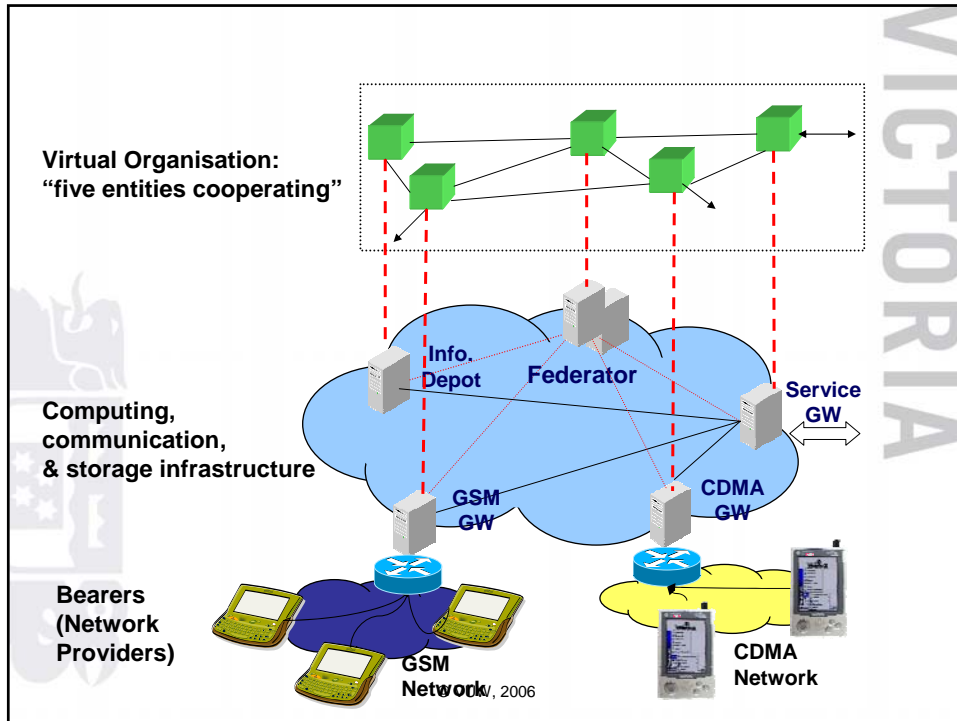 VICTORIA
Virtual Organisation:
“five entities cooperating”
Info.
Depot
Federator
Service
GW
Computing,
communication,
& storage infrastructure
GSM
GW
CDMA
GW
Bearers
(Network
Providers)
GSM
Network
CDMA
Network
© VUW, 2006